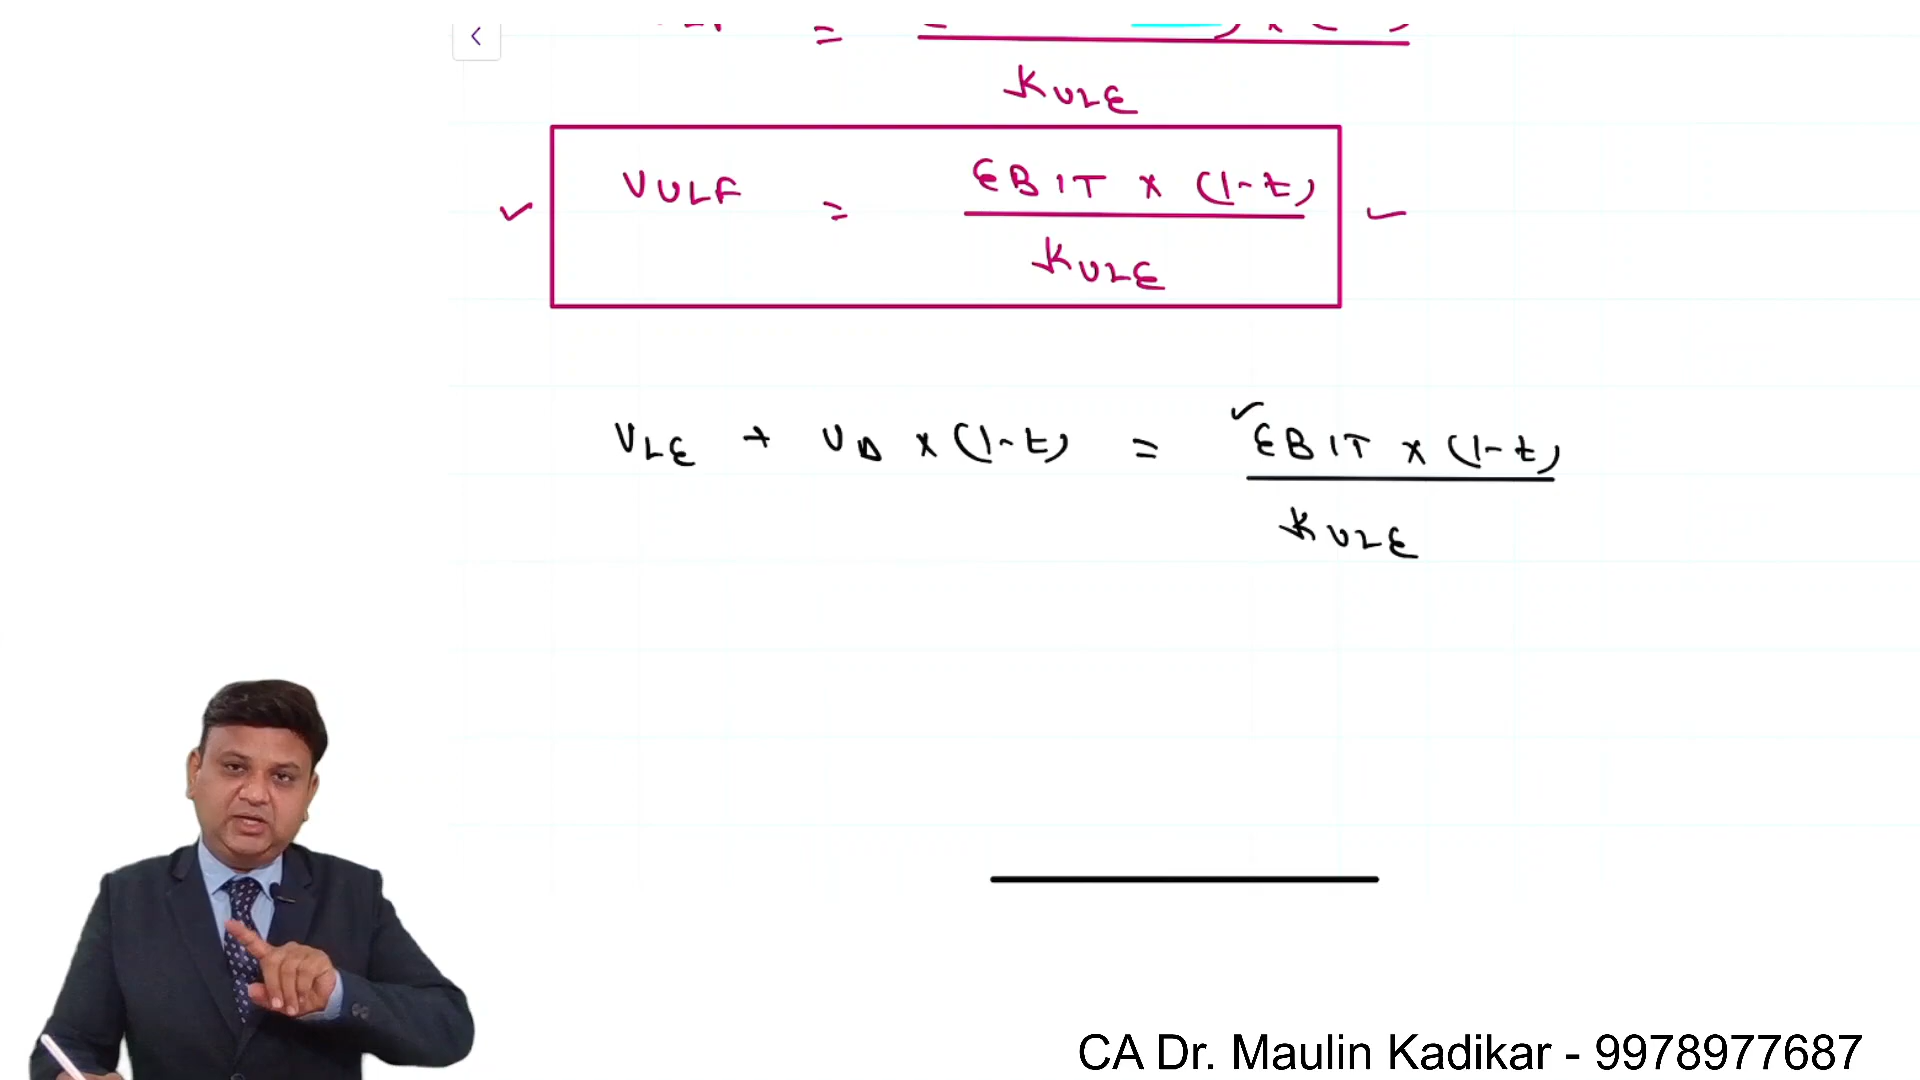 =
KULE
VULF = EBIT x (1-t)
KULE
VLE + VD x (1-t) = EBIT x (1-t)
KULE
CA Dr. Maulin Kadikar - 9978977687